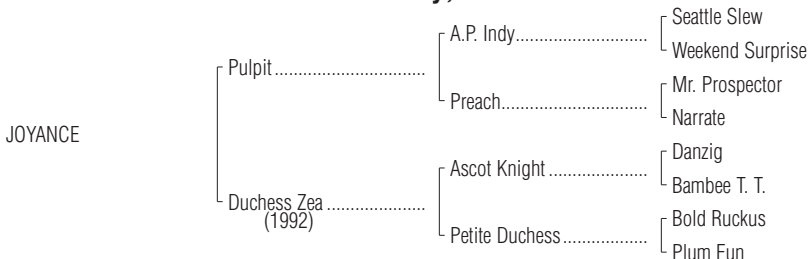 Seattle Slew
A.P. Indy
Weekend Surprise
Pulpit
Mr. Prospector
Preach
Narrate
JOYANCE
Danzig
Ascot Knight
Bambee T. T.
Duchess Zea
(1992)
Bold Ruckus
Petite Duchess
Plum Fun